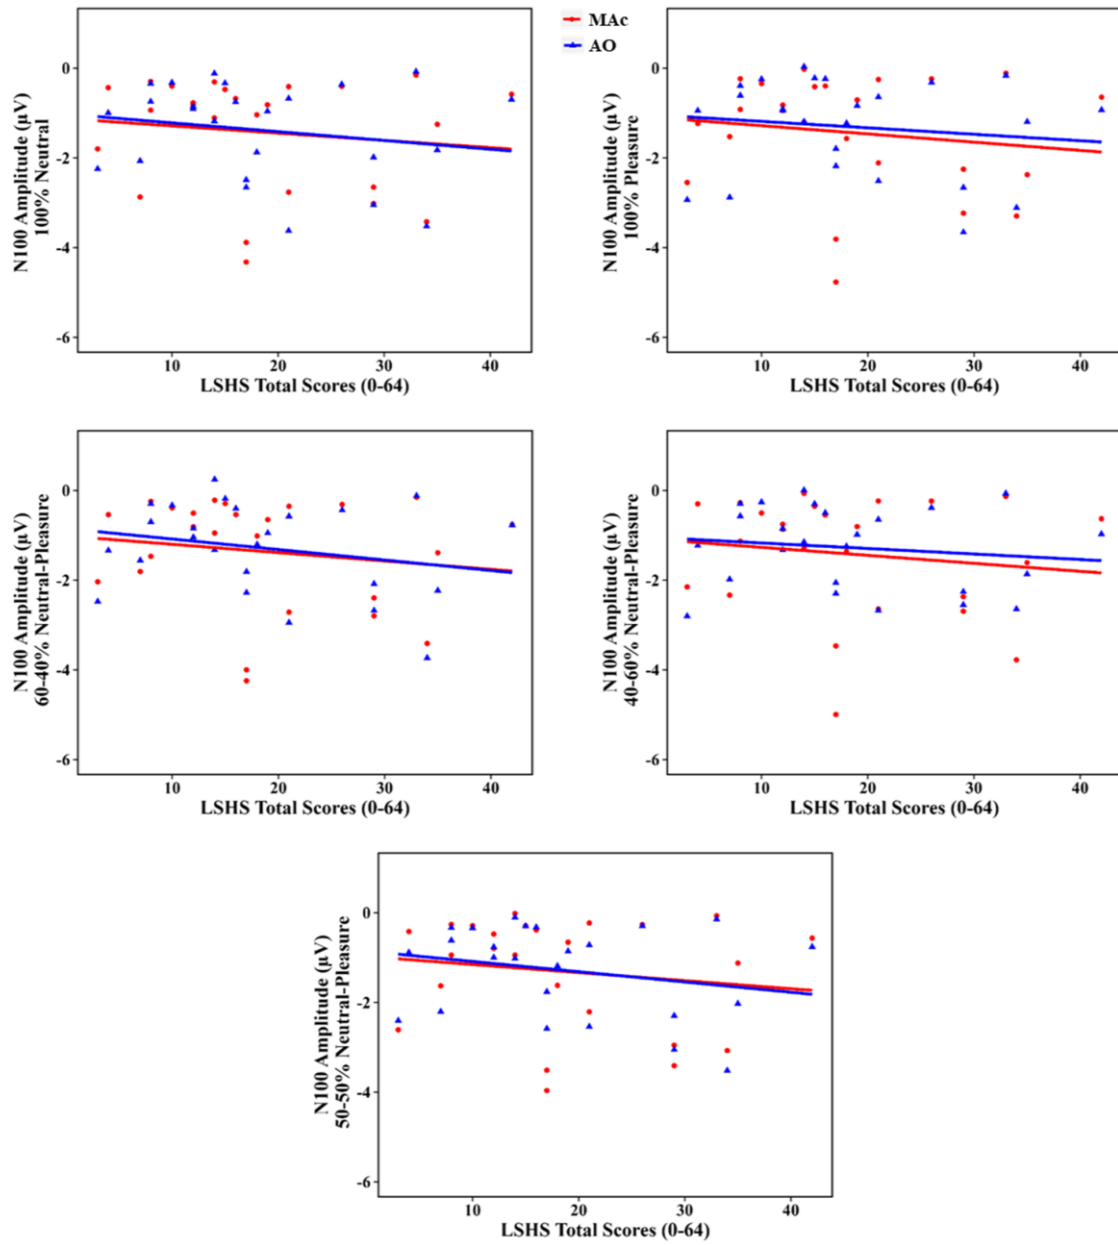 MAc
AO
N100 Amplitude (µV)
100% Neutral
0
-2
-4
-6
10
20
30
40
LSHS Total Scores (0-64)
N100 Amplitude (µV)
100% Pleasure
0
-2
-4
-6
10
20
30
40
LSHS Total Scores (0-64)
N100 Amplitude (µV)
60-40% Neutral-Pleasure
0
-2
-4
-6
10
20
30
40
LSHS Total Scores (0-64)
N100 Amplitude (µV)
40-60% Neutral-Pleasure
0
-2
-4
-6
10
20
30
40
LSHS Total Scores (0-64)
N100 Amplitude (µV)
50-50% Neutral-Pleasure
0
-2
-4
-6
10
20
30
40
LSHS Total Scores (0-64)